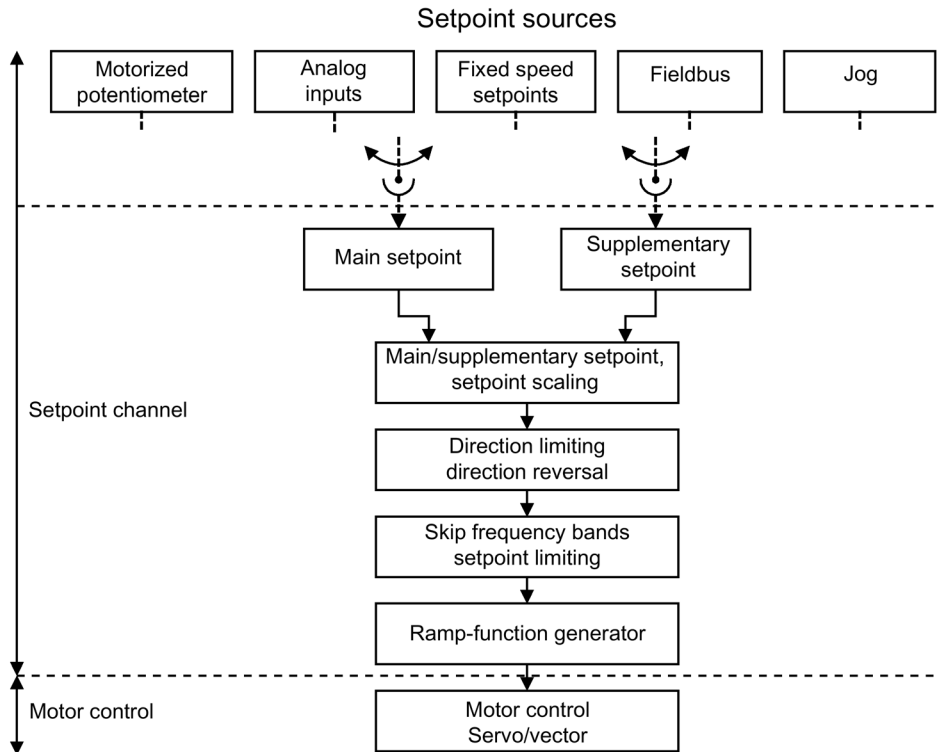 Setpoint sources
Motorized
potentiometer
Analog
inputs
Fixed speed
setpoints
Fieldbus
Jog
Main setpoint
Supplementary
setpoint
Main/supplementary setpoint,
setpoint scaling
Setpoint channel
Direction limiting
direction reversal
Skip frequency bands
setpoint limiting
Ramp-function generator
Motor control
Motor control
Servo/vector